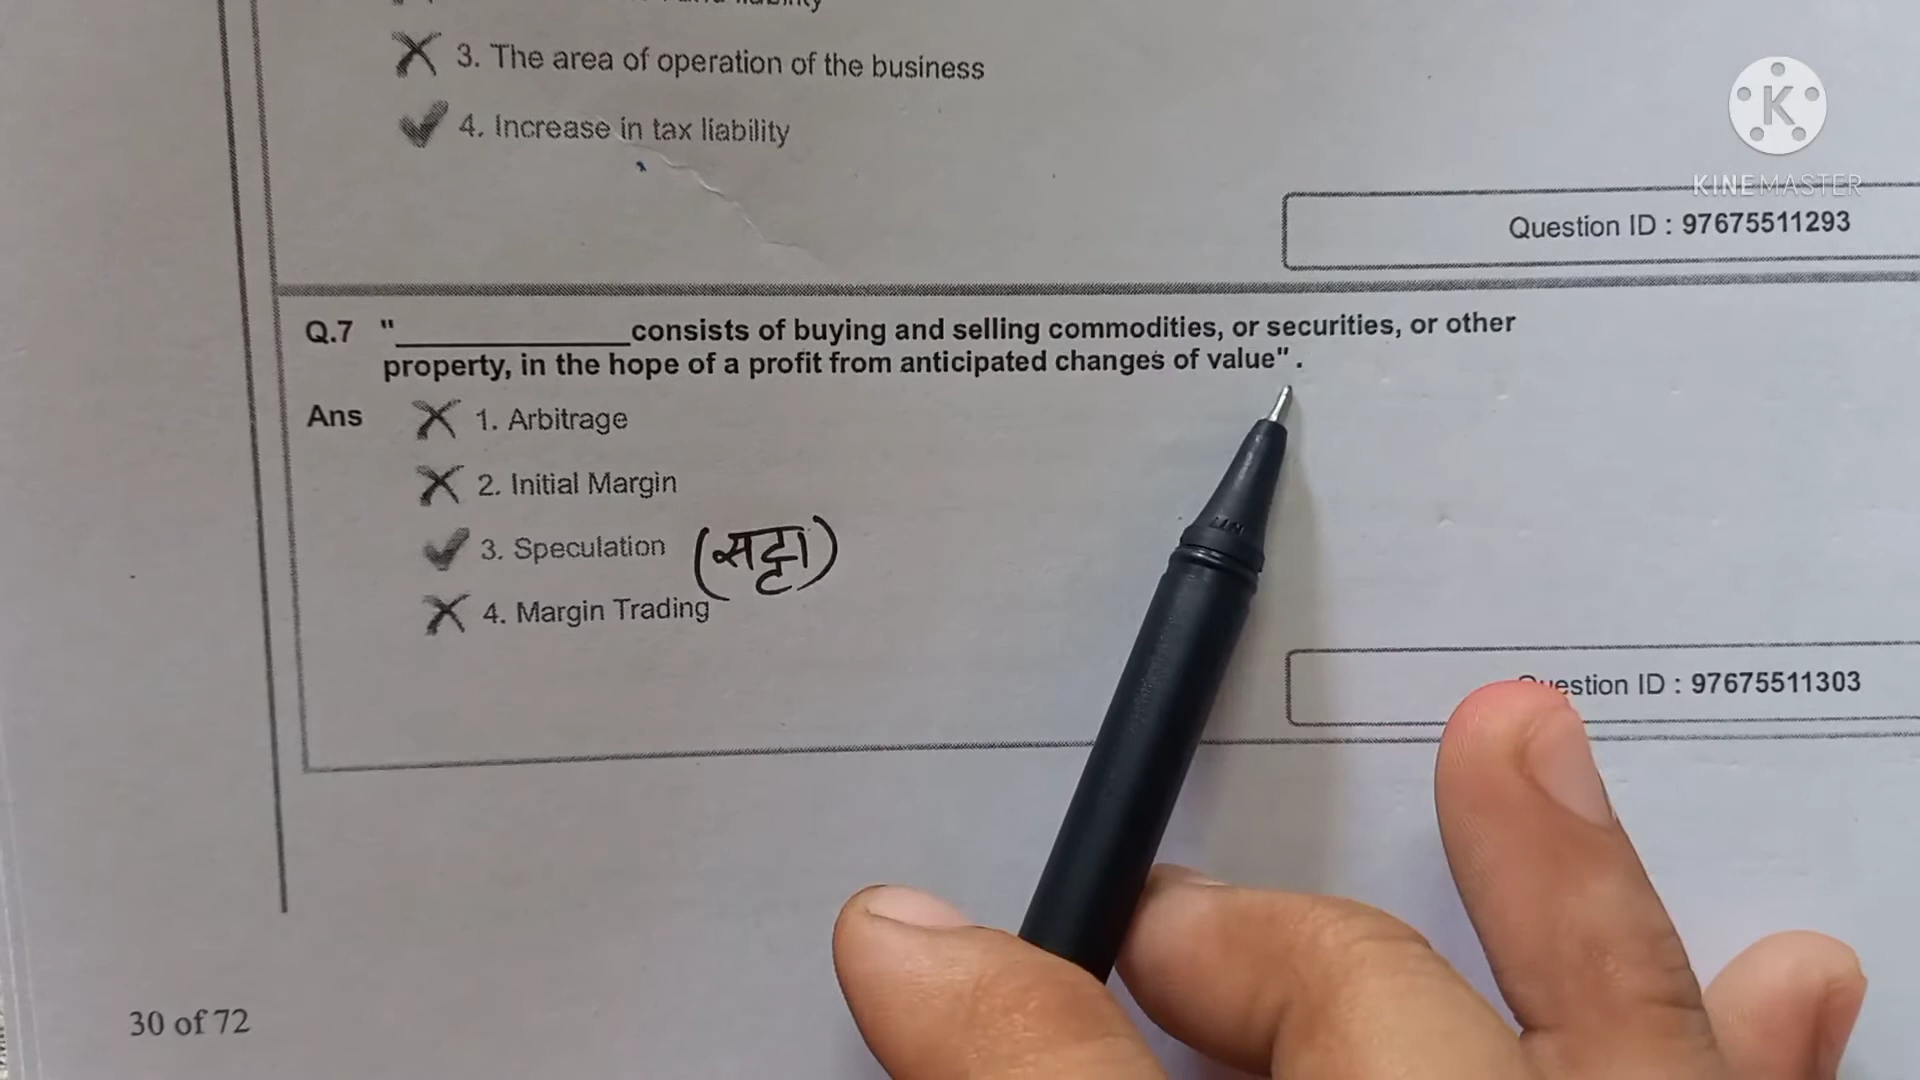 3. The area of operation of the business
4. Increase in tax liability
KINEMASTER
Question ID : 97675511293
Q.7 "______________consists of buying and selling commodities, or securities, or other
property, in the hope of a profit from anticipated changes of value" .
Ans 1. Arbitrage
2. Initial Margin
3. Speculation (सट्टा)
4. Margin Trading
Question ID : 97675511303
30 of 72